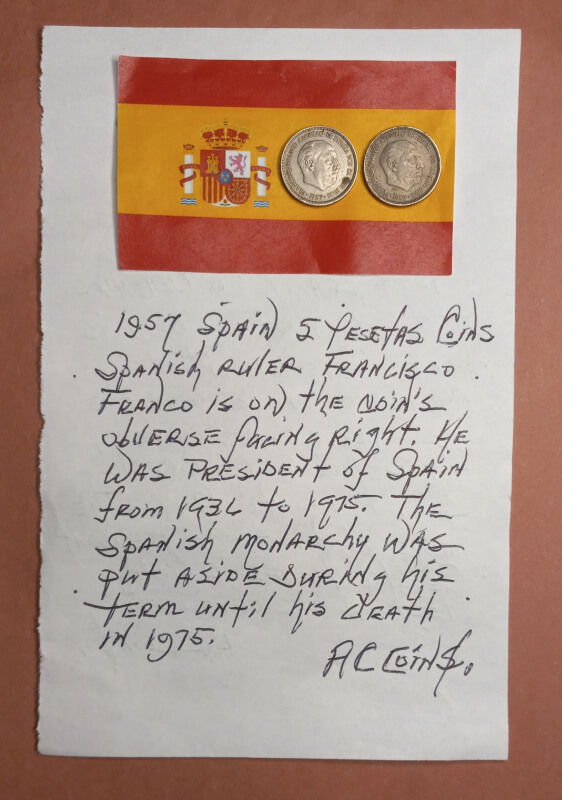 1957 Spain 5 Pesetas Coins
Spanish ruler Francisco
Franco is on the coin's
obverse facing right. He
was President of Spain
from 1936 to 1975. The
Spanish monarchy was
put aside during his
term until his death
in 1975.
AC COIN$.